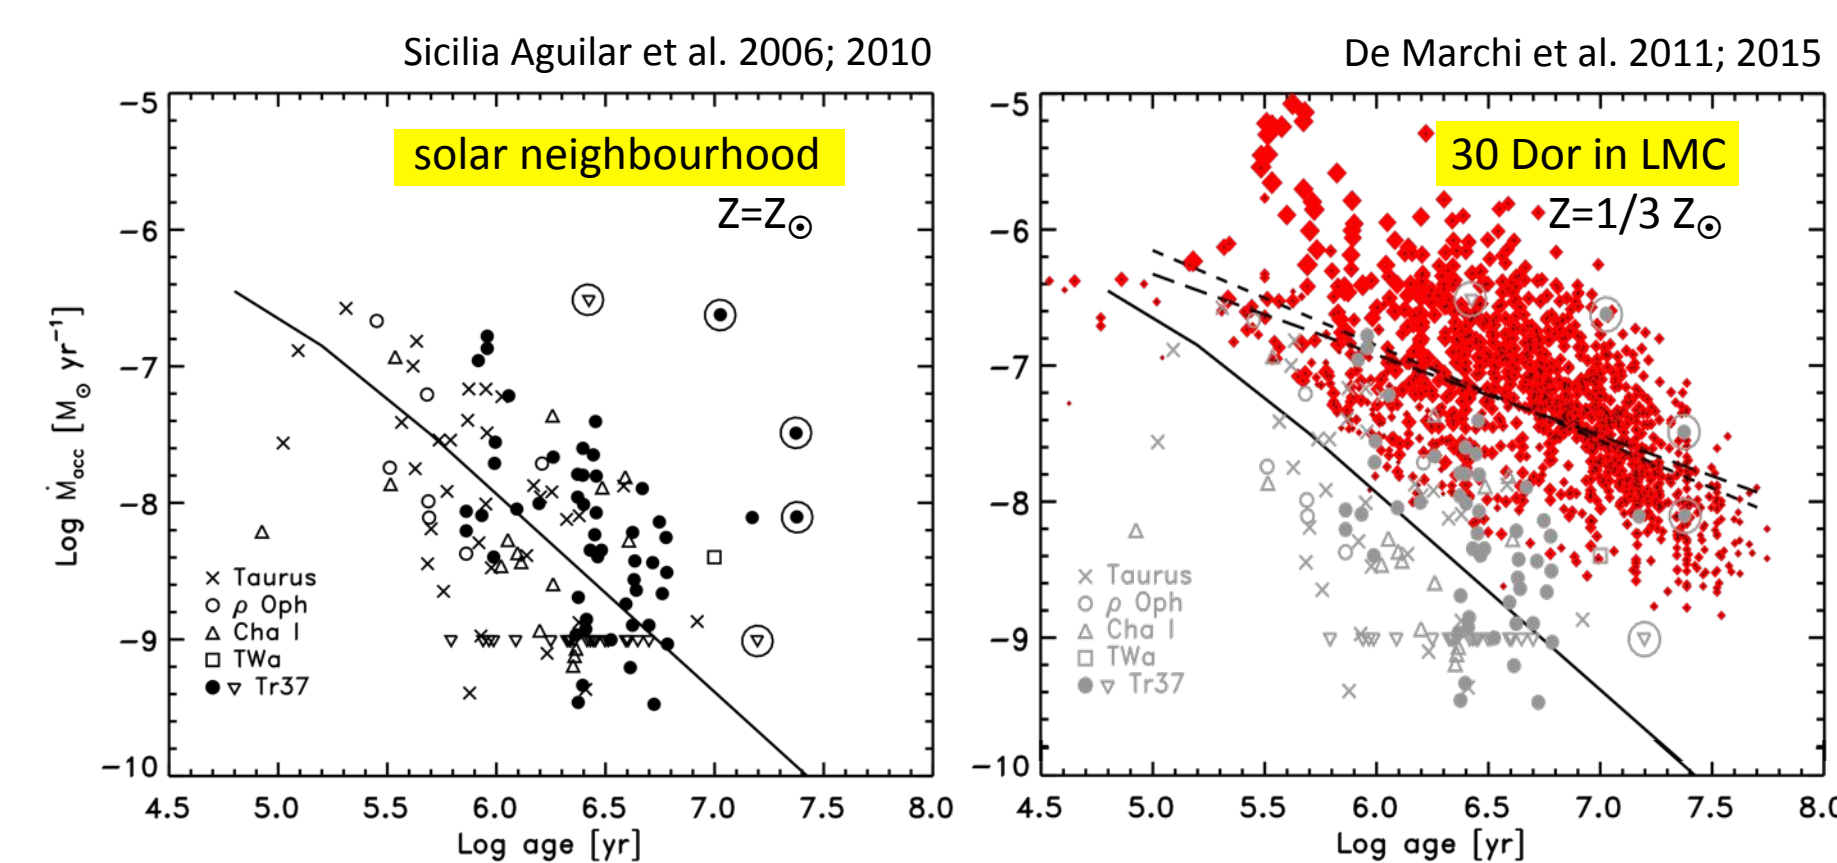 Sicilia Aguilar et al. 2006; 2010
De Marchi et al. 2011; 2015
solar neighbourhood
Z=Z☉
Log Ṁacc [M☉ yr⁻¹]
−5
−6
−7
−8
−9
−10
× Taurus
○ ρ Oph
△ Cha I
□ TWa
● ▽ Tr37
4.5 5.0 5.5 6.0 6.5 7.0 7.5 8.0
Log age [yr]
30 Dor in LMC
Z=1/3 Z☉
−5
−6
−7
−8
−9
−10
× Taurus
○ ρ Oph
△ Cha I
□ TWa
● ▽ Tr37
4.5 5.0 5.5 6.0 6.5 7.0 7.5 8.0
Log age [yr]